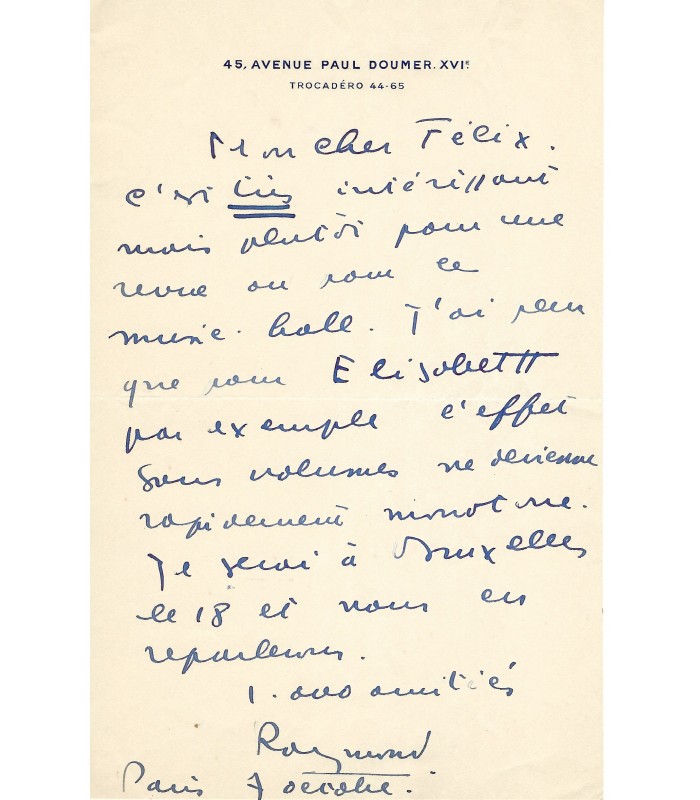 45, AVENUE PAUL DOUMER. XVIᵉ
TROCADÉRO 44-65
Mon cher Félix.
c'est très intéressant
mais plutôt pour une
revue ou pour le
music-hall. J'ai peur
que pour Elisabeth
par exemple l'effet
sans volumes ne devienne
rapidement monotone.
Je serai à Bruxelles
le 18 et nous en
reparlerons.
1.000 amitiés
Raymond
Paris 7 octobre.